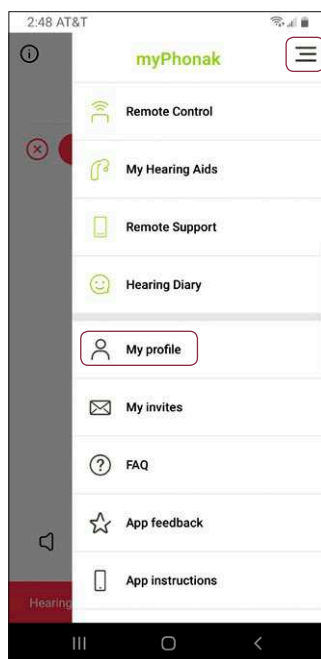 2:48 AT&T
myPhonak
Remote Control
My Hearing Aids
Remote Support
Hearing Diary
My profile
My invites
FAQ
App feedback
App instructions
Hearing